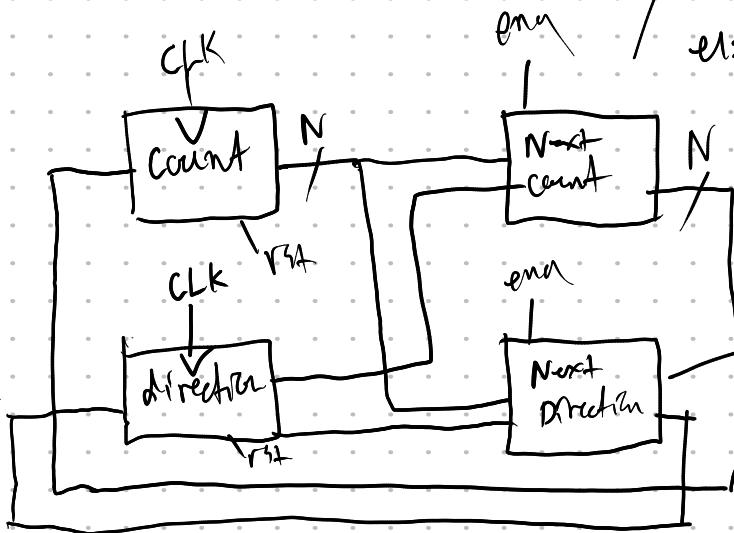 CLK
ena
Count
N
Next
Count
N
rst
CLK
ena
direction
Next
Direction
rst